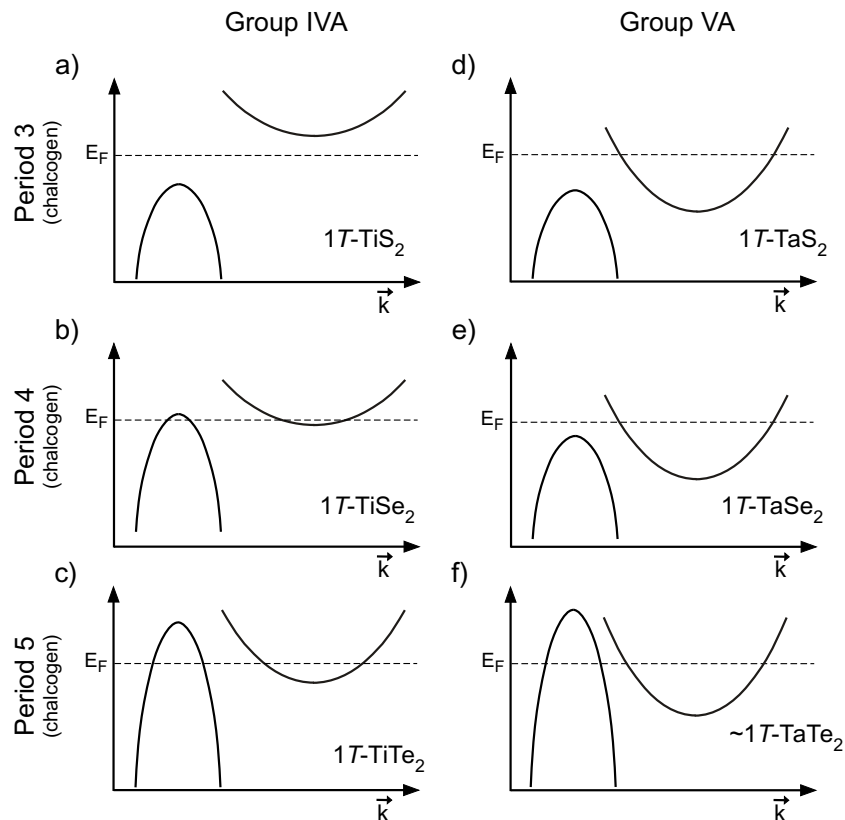 Group IVA
Group VA
Period 3
(chalcogen)
a)
E_F
1T-TiS₂
k⃗
d)
E_F
1T-TaS₂
k⃗
Period 4
(chalcogen)
b)
E_F
1T-TiSe₂
k⃗
e)
E_F
1T-TaSe₂
k⃗
Period 5
(chalcogen)
c)
E_F
1T-TiTe₂
k⃗
f)
E_F
~1T-TaTe₂
k⃗